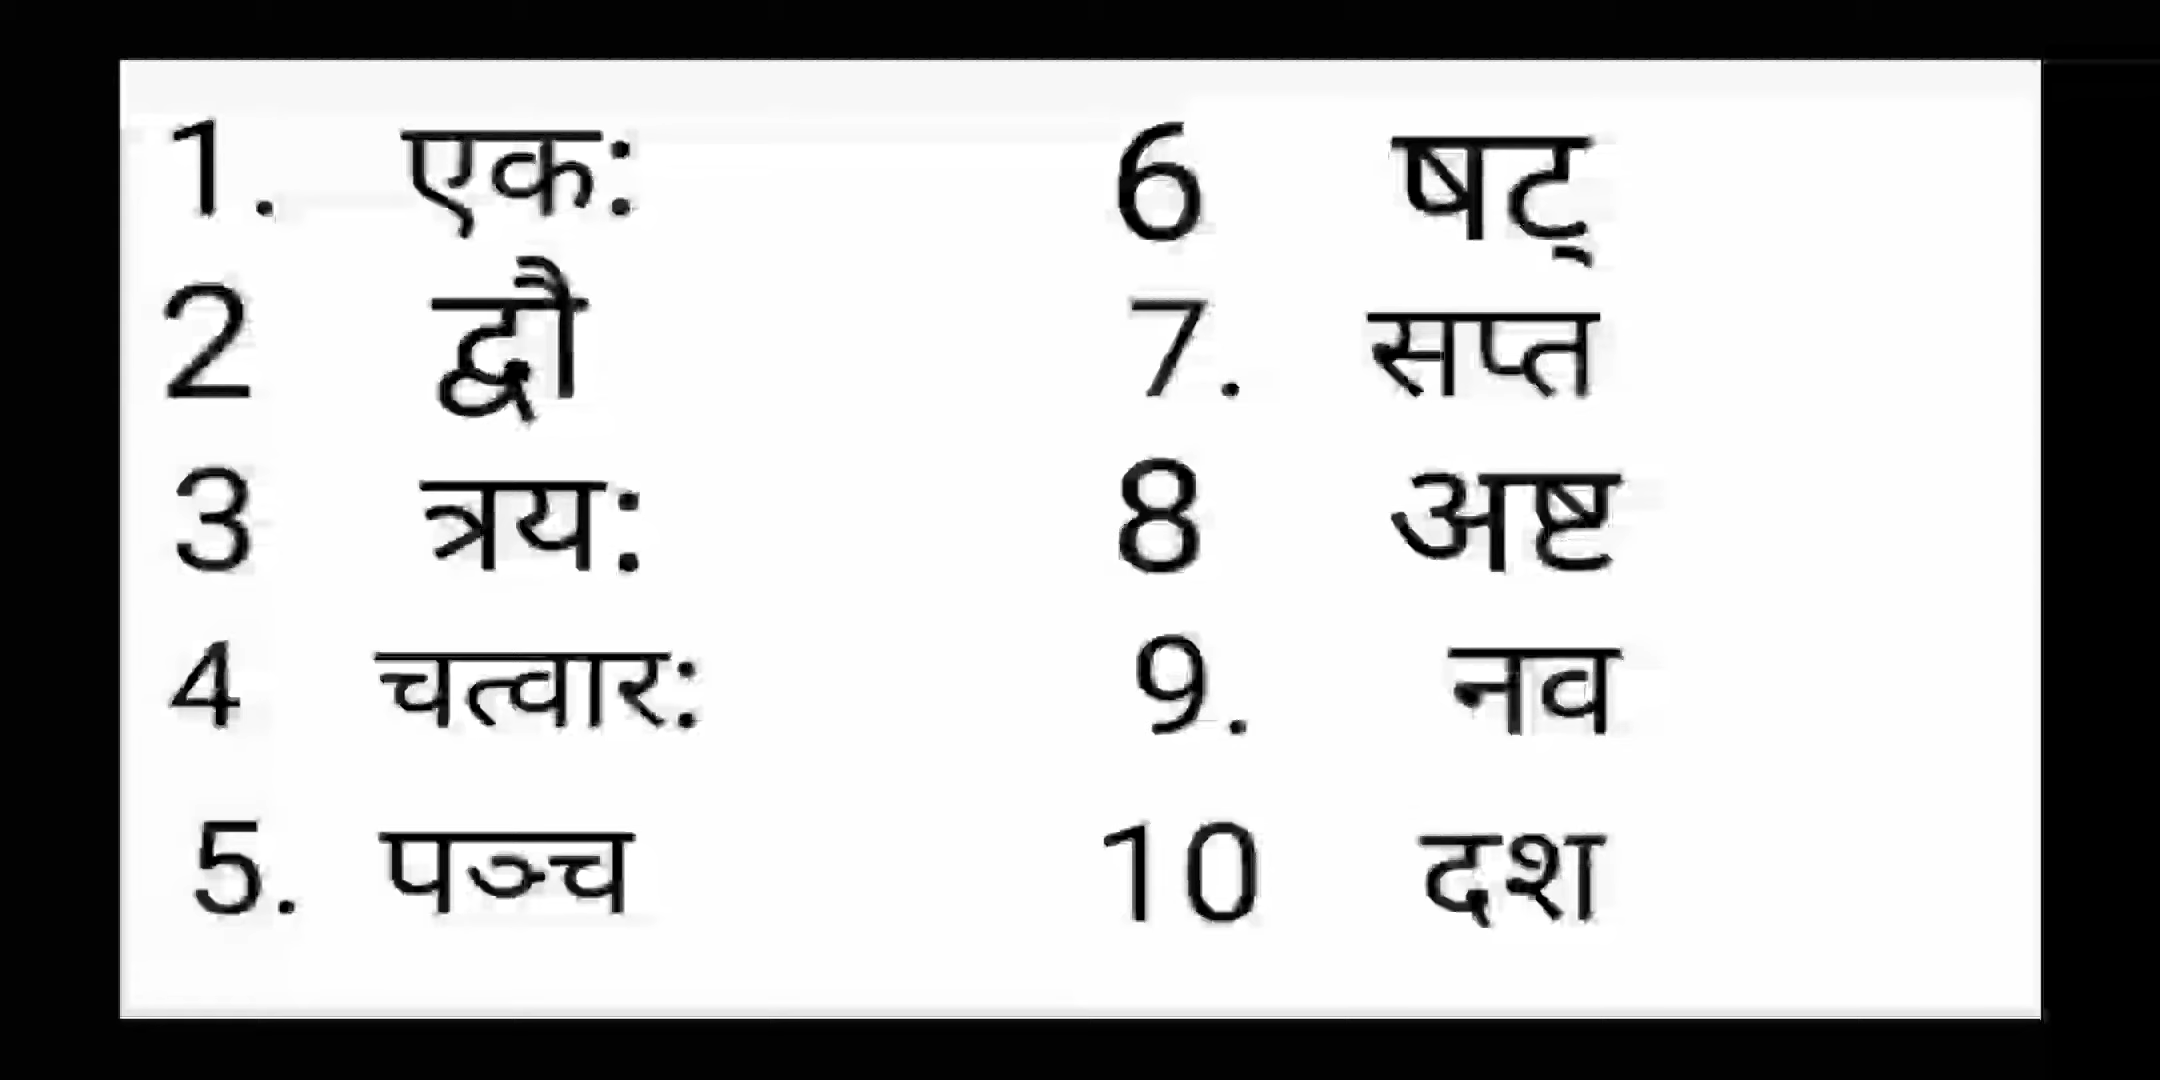 1. एक:
2 द्वौ
3 त्रय:
4 चत्वार:
5. पञ्च
6 षट्
7. सप्त
8 अष्ट
9. नव
10 दश